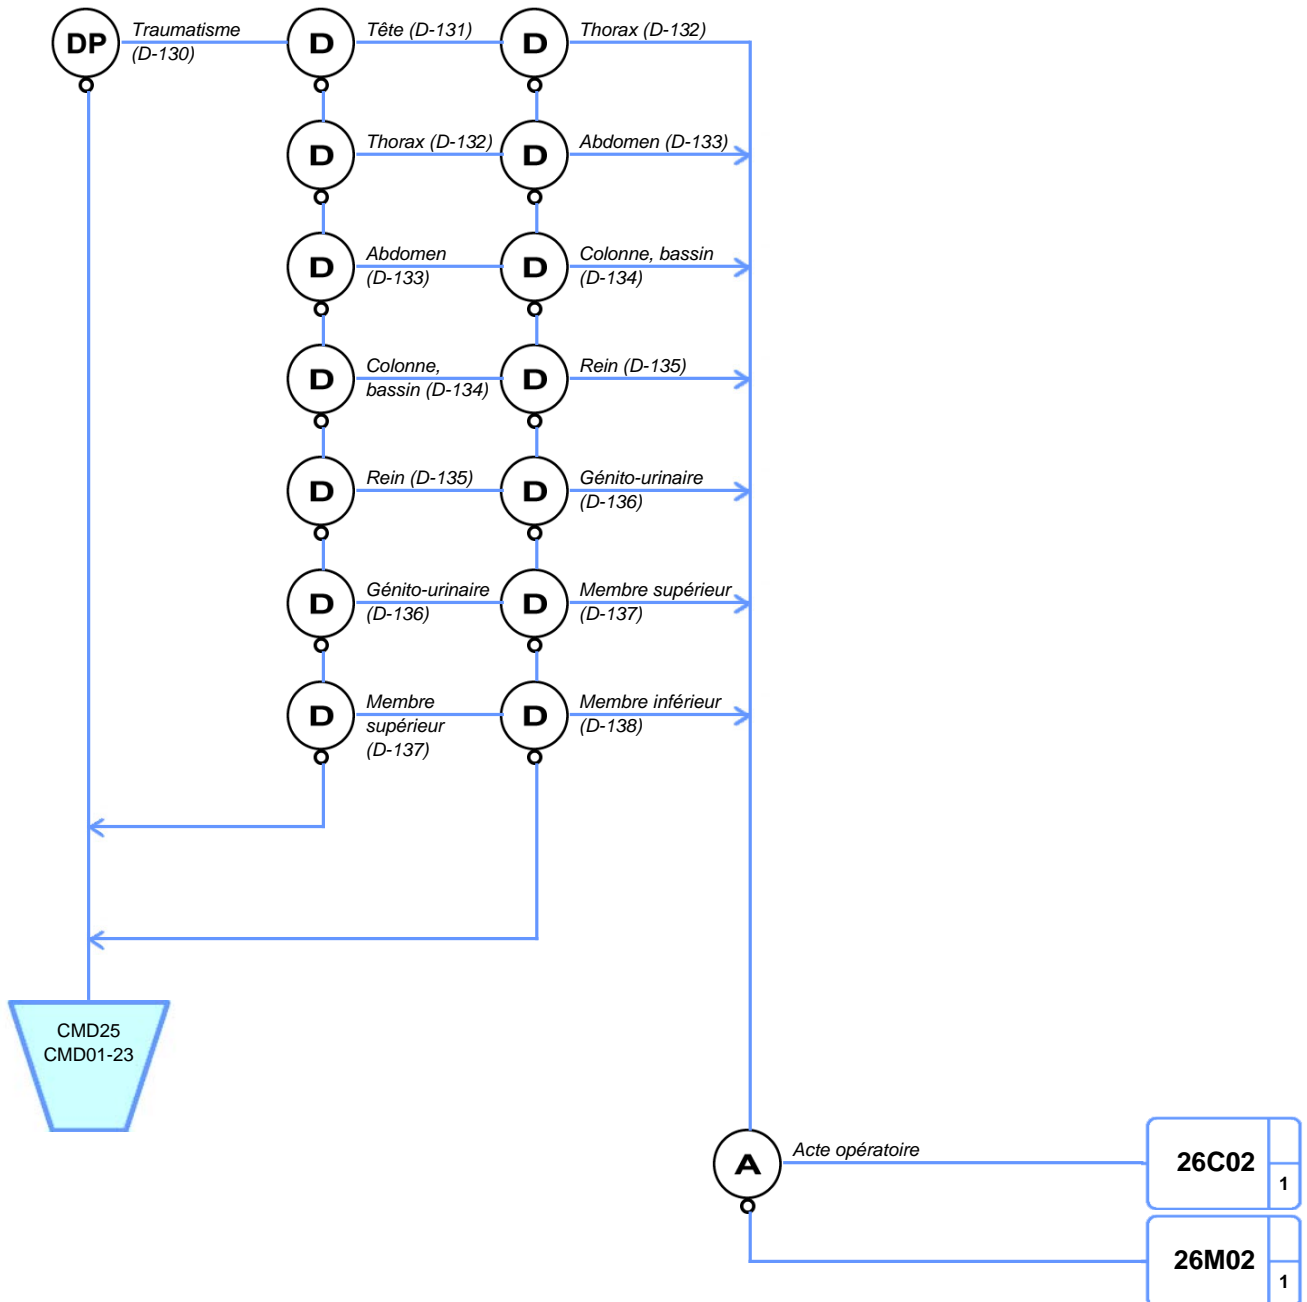 DP
Traumatisme
(D-130)
D
Tête (D-131)
D
Thorax (D-132)
D
Thorax (D-132)
D
Abdomen (D-133)
D
Abdomen
(D-133)
D
Colonne, bassin
(D-134)
D
Colonne,
bassin (D-134)
D
Rein (D-135)
D
Rein (D-135)
D
Génito-urinaire
(D-136)
D
Génito-urinaire
(D-136)
D
Membre supérieur
(D-137)
D
Membre
supérieur
(D-137)
D
Membre inférieur
(D-138)
CMD25
CMD01-23
A
Acte opératoire
26C02
1
26M02
1